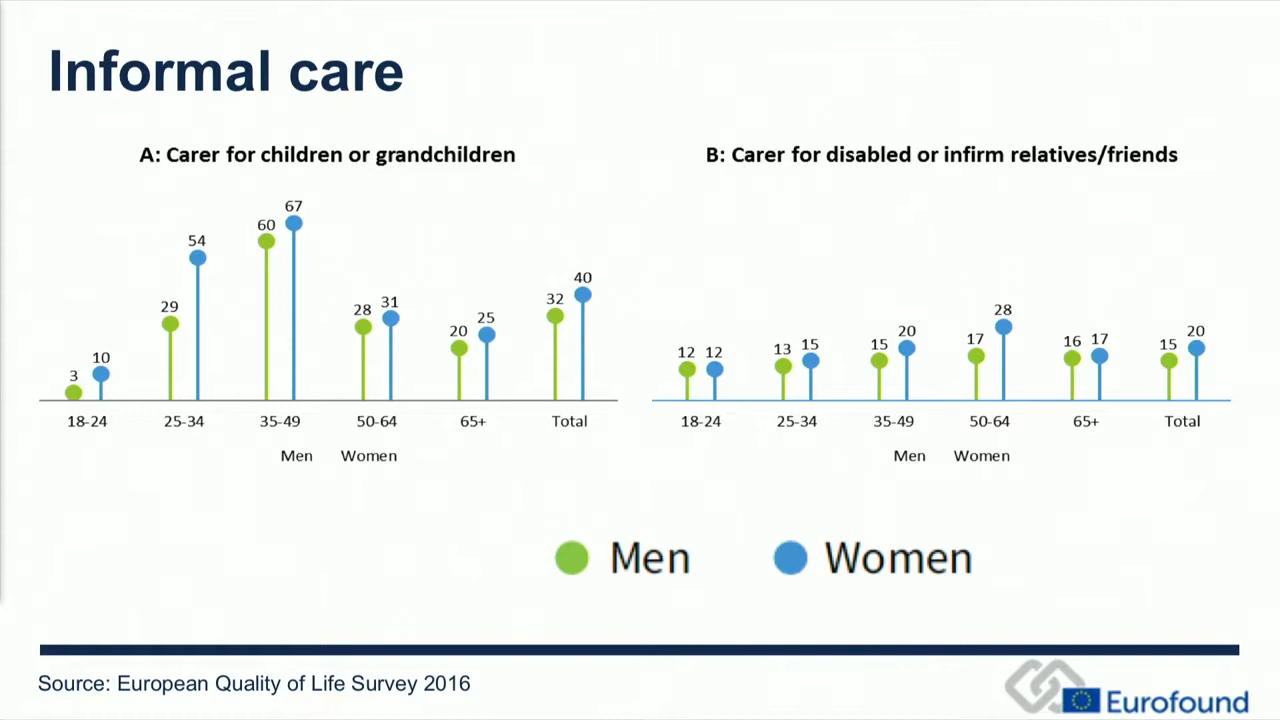 Informal care
A: Carer for children or grandchildren
67
60
54
40
32
31
29
28
25
20
10
3
18-24 25-34 35-49 50-64 65+ Total
Men Women
B: Carer for disabled or infirm relatives/friends
28
20
20
17
17
16
15
15
15
13
12 12
18-24 25-34 35-49 50-64 65+ Total
Men Women
Men Women
Source: European Quality of Life Survey 2016
Eurofound